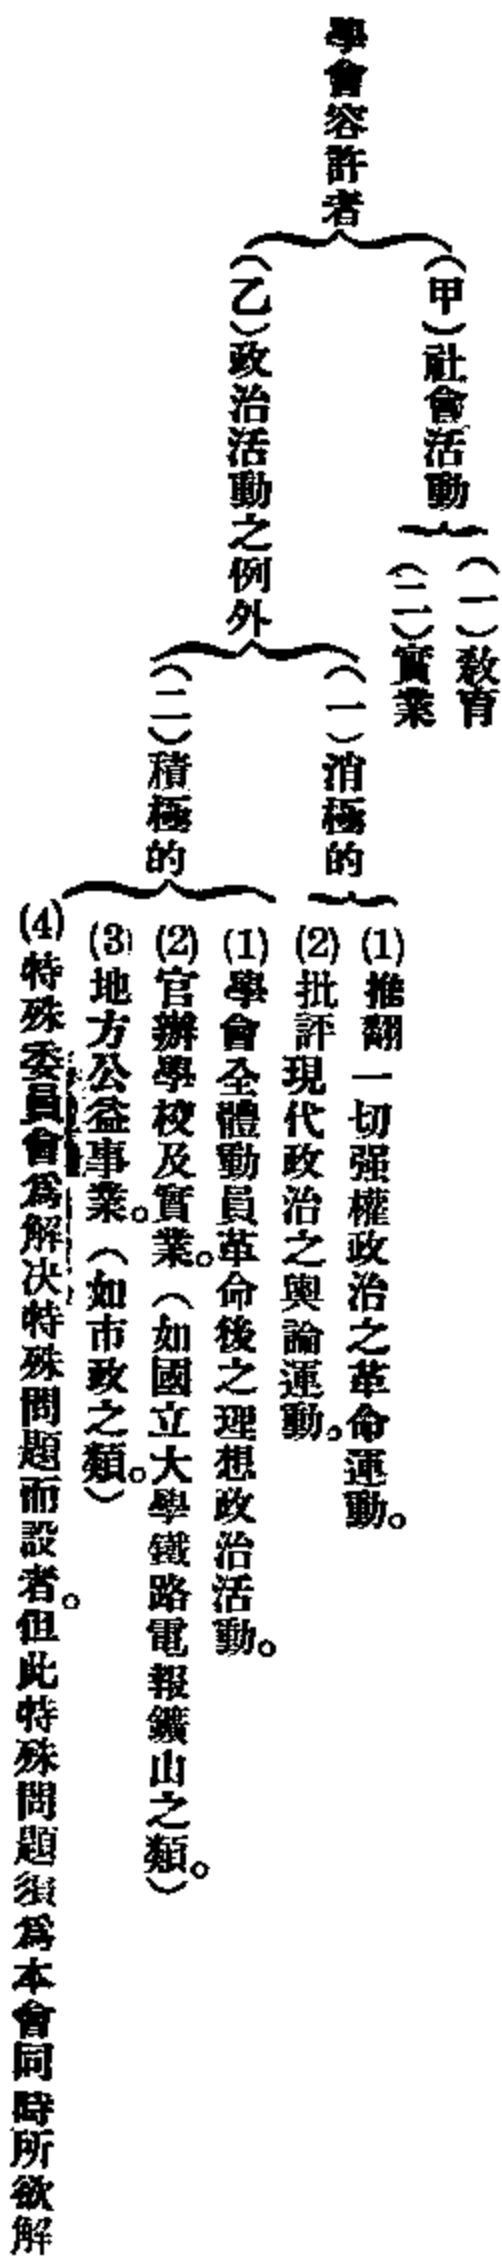 學會容許者
(甲)社會活動
(一)敎育
(二)實業
(乙)政治活動之例外
(一)消極的
(1)推翻一切强權政治之革命運動。
(2)批評現代政治之輿論運動。
(二)積極的
(1)學會全體動員革命後之理想政治活動。
(2)官辦學校及實業。(如國立大學鐵路電報鑛山之類。)
(3)地方公益事業。(如市政之類。)
(4)特殊委員會爲解决特殊問題而設者。但此特殊問題須爲本會同時所欲解